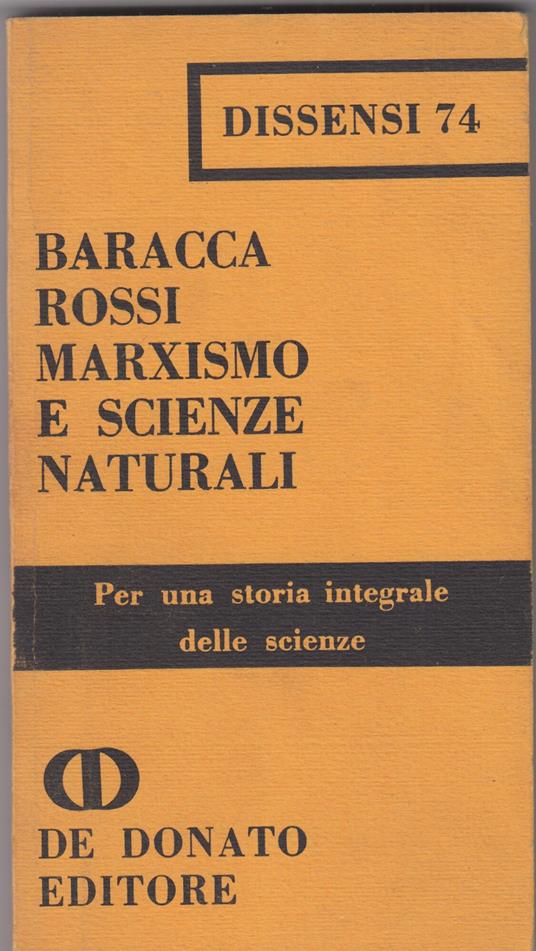 DISSENSI 74
BARACCA
ROSSI
MARXISMO
E SCIENZE
NATURALI
Per una storia integrale
delle scienze
DE DONATO
EDITORE